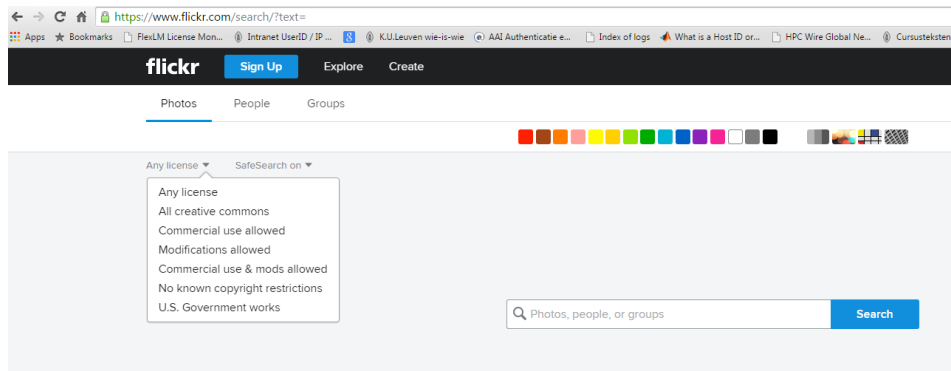 https://www.flickr.com/search/?text=
Apps Bookmarks FlexLM License Mon... Intranet UserID / IP ... K.U.Leuven wie-is-wie AAI Authenticatie e... Index of logs What is a Host ID or... HPC Wire Global Ne... Cursusteksten
flickr Sign Up Explore Create
Photos People Groups
Any license SafeSearch on
Any license
All creative commons
Commercial use allowed
Modifications allowed
Commercial use & mods allowed
No known copyright restrictions
U.S. Government works
Photos, people, or groups Search